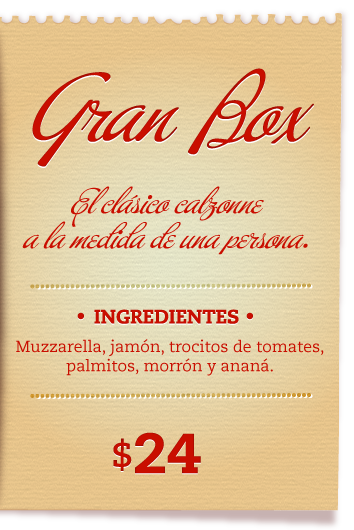 Gran Box
El clásico calzonne
a la medida de una persona.
• INGREDIENTES •
Muzzarella, jamón, trocitos de tomates,
palmitos, morrón y ananá.
$24